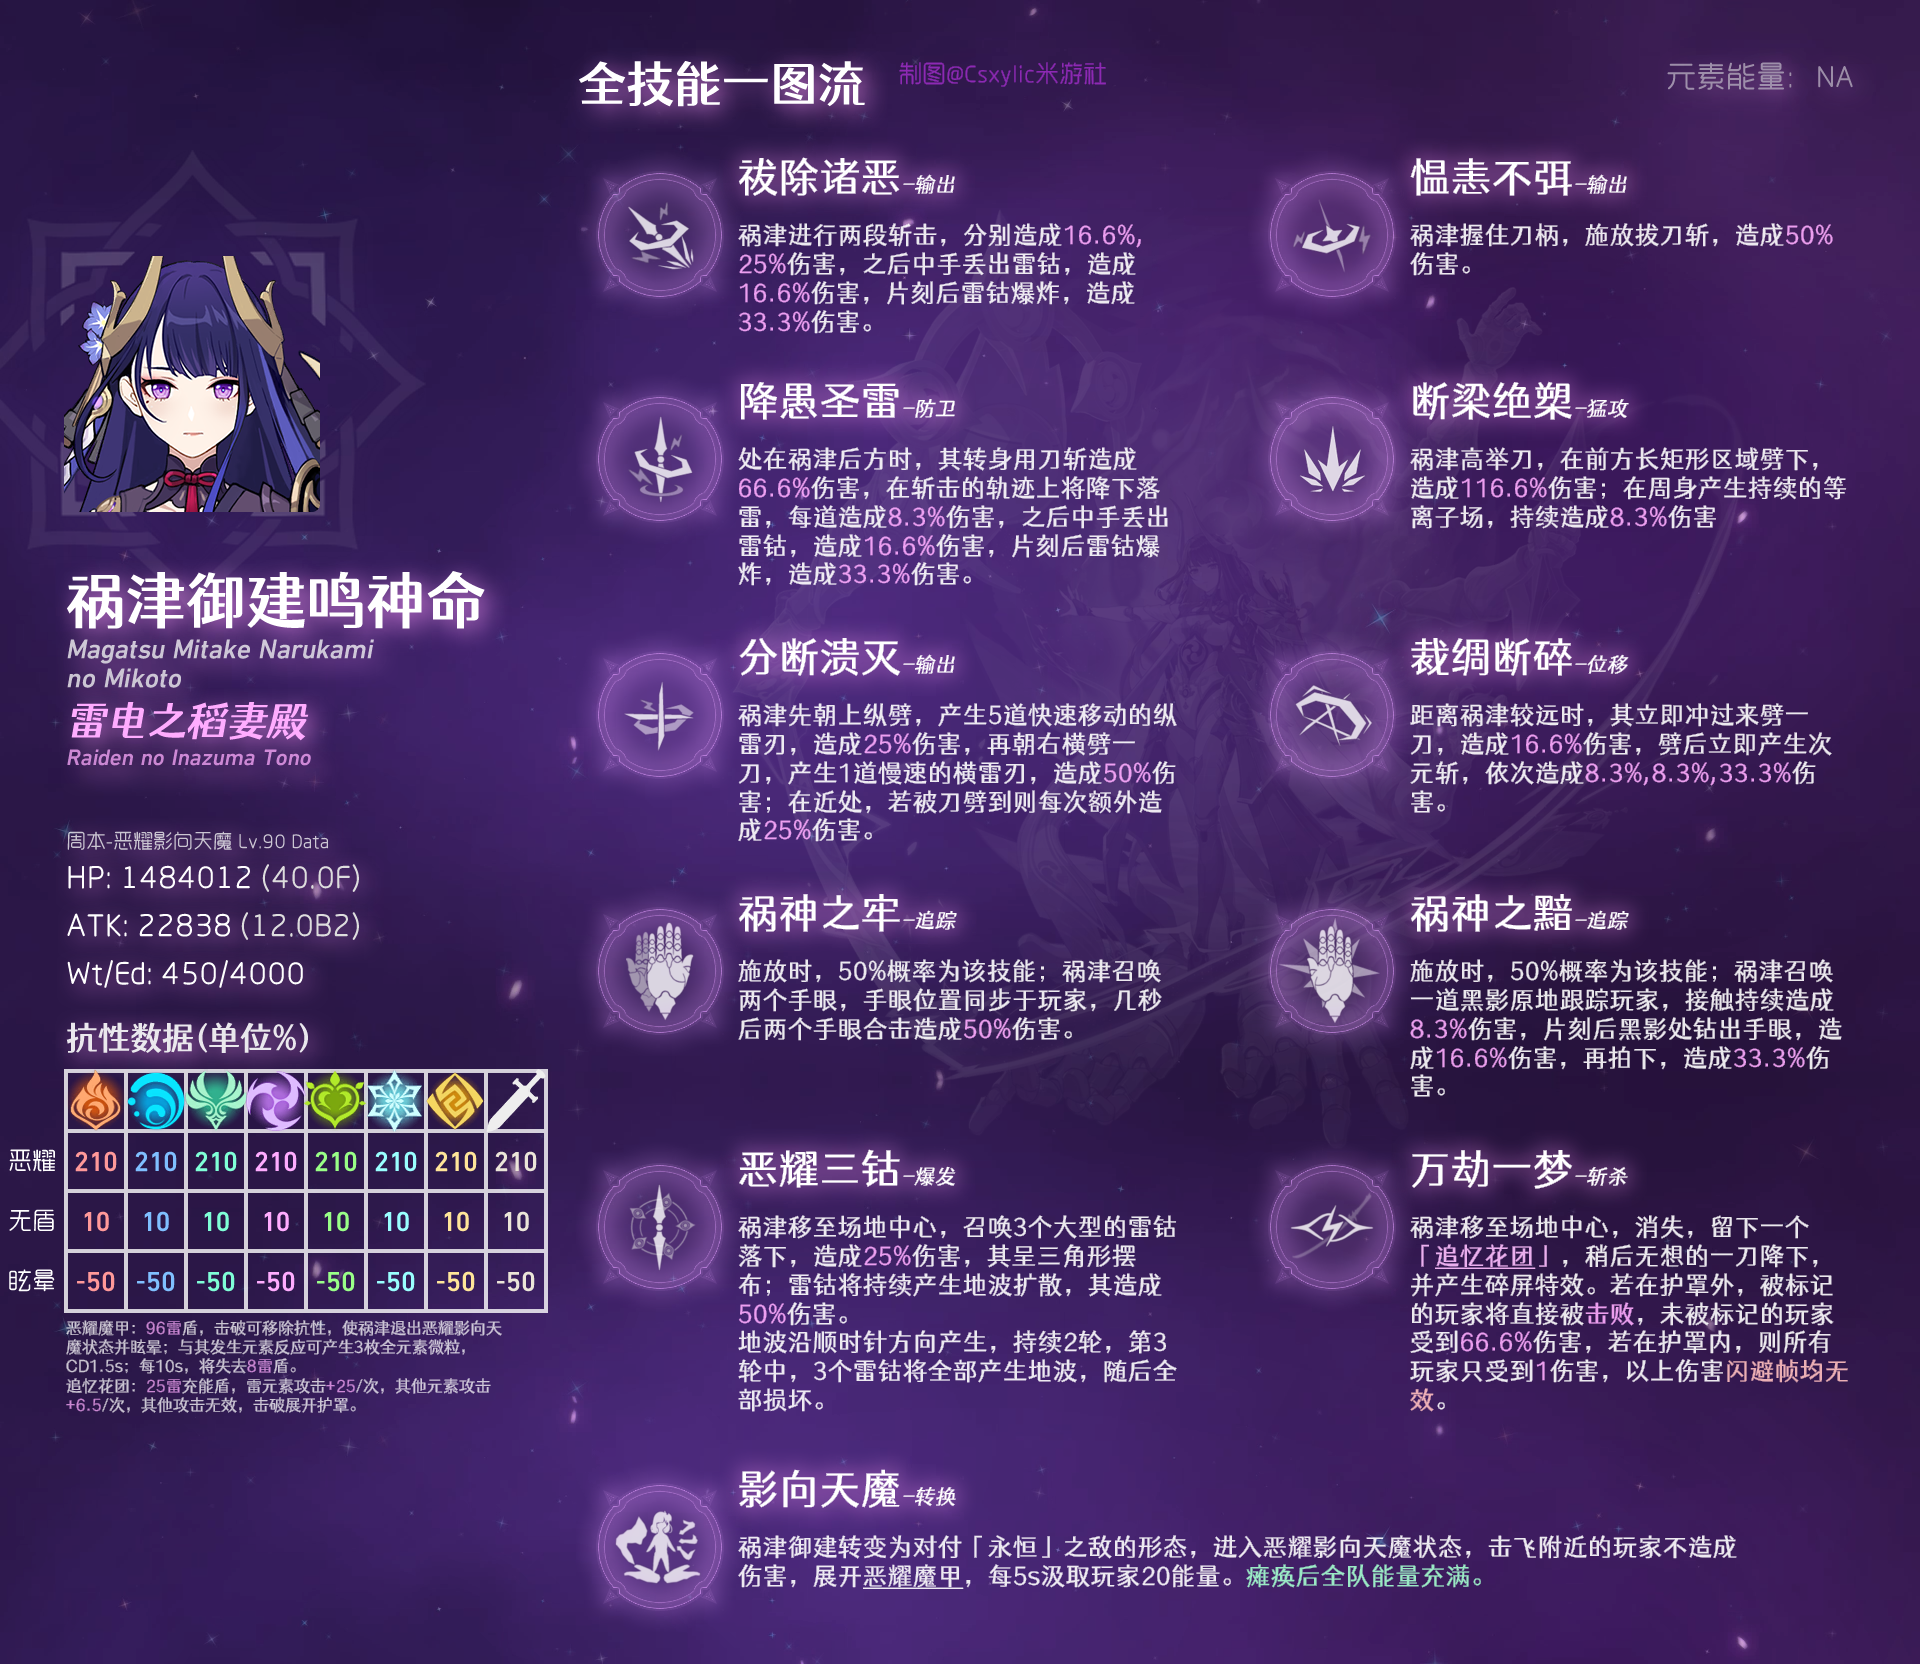 全技能一图流
制图@Csxylic米游社
元素能量： NA
祓除诸恶–输出
祸津进行两段斩击，分别造成16.6%,
25%伤害，之后中手丢出雷钴，造成
16.6%伤害，片刻后雷钴爆炸，造成
33.3%伤害。
愠恚不弭–输出
祸津握住刀柄，施放拔刀斩，造成50%
伤害。
降愚圣雷–防卫
处在祸津后方时，其转身用刀斩造成
66.6%伤害，在斩击的轨迹上将降下落
雷，每道造成8.3%伤害，之后中手丢出
雷钴，造成16.6%伤害，片刻后雷钴爆
炸，造成33.3%伤害。
断梁绝槊–猛攻
祸津高举刀，在前方长矩形区域劈下，
造成116.6%伤害；在周身产生持续的等
离子场，持续造成8.3%伤害
分断溃灭–输出
祸津先朝上纵劈，产生5道快速移动的纵
雷刃，造成25%伤害，再朝右横劈一
刀，产生1道慢速的横雷刃，造成50%伤
害；在近处，若被刀劈到则每次额外造
成25%伤害。
裁绸断碎–位移
距离祸津较远时，其立即冲过来劈一
刀，造成16.6%伤害，劈后立即产生次
元斩，依次造成8.3%,8.3%,33.3%伤
害。
祸神之牢–追踪
施放时，50%概率为该技能；祸津召唤
两个手眼，手眼位置同步于玩家，几秒
后两个手眼合击造成50%伤害。
祸神之黯–追踪
施放时，50%概率为该技能；祸津召唤
一道黑影原地跟踪玩家，接触持续造成
8.3%伤害，片刻后黑影处钻出手眼，造
成16.6%伤害，再拍下，造成33.3%伤
害。
恶耀三钴–爆发
祸津移至场地中心，召唤3个大型的雷钴
落下，造成25%伤害，其呈三角形摆
布；雷钴将持续产生地波扩散，其造成
50%伤害。
地波沿顺时针方向产生，持续2轮，第3
轮中，3个雷钴将全部产生地波，随后全
部损坏。
万劫一梦–斩杀
祸津移至场地中心，消失，留下一个
「追忆花团」，稍后无想的一刀降下，
并产生碎屏特效。若在护罩外，被标记
的玩家将直接被击败，未被标记的玩家
受到66.6%伤害，若在护罩内，则所有
玩家只受到1伤害，以上伤害闪避帧均无
效。
影向天魔–转换
祸津御建转变为对付「永恒」之敌的形态，进入恶耀影向天魔状态，击飞附近的玩家不造成
伤害，展开恶耀魔甲，每5s汲取玩家20能量。瘫痪后全队能量充满。
祸津御建鸣神命
Magatsu Mitake Narukami
no Mikoto
雷电之稻妻殿
Raiden no Inazuma Tono
周本-恶耀影向天魔 Lv.90 Data
HP: 1484012 (40.0F)
ATK: 22838 (12.0B2)
Wt/Ed: 450/4000
抗性数据(单位%)
恶耀 210 210 210 210 210 210 210 210
无盾 10 10 10 10 10 10 10 10
眩晕 -50 -50 -50 -50 -50 -50 -50 -50
恶耀魔甲：96雷盾，击破可移除抗性，使祸津退出恶耀影向天
魔状态并眩晕；与其发生元素反应可产生3枚全元素微粒，
CD1.5s；每10s，将失去8雷盾。
追忆花团：25雷充能盾，雷元素攻击+25/次，其他元素攻击
+6.5/次，其他攻击无效，击破展开护罩。